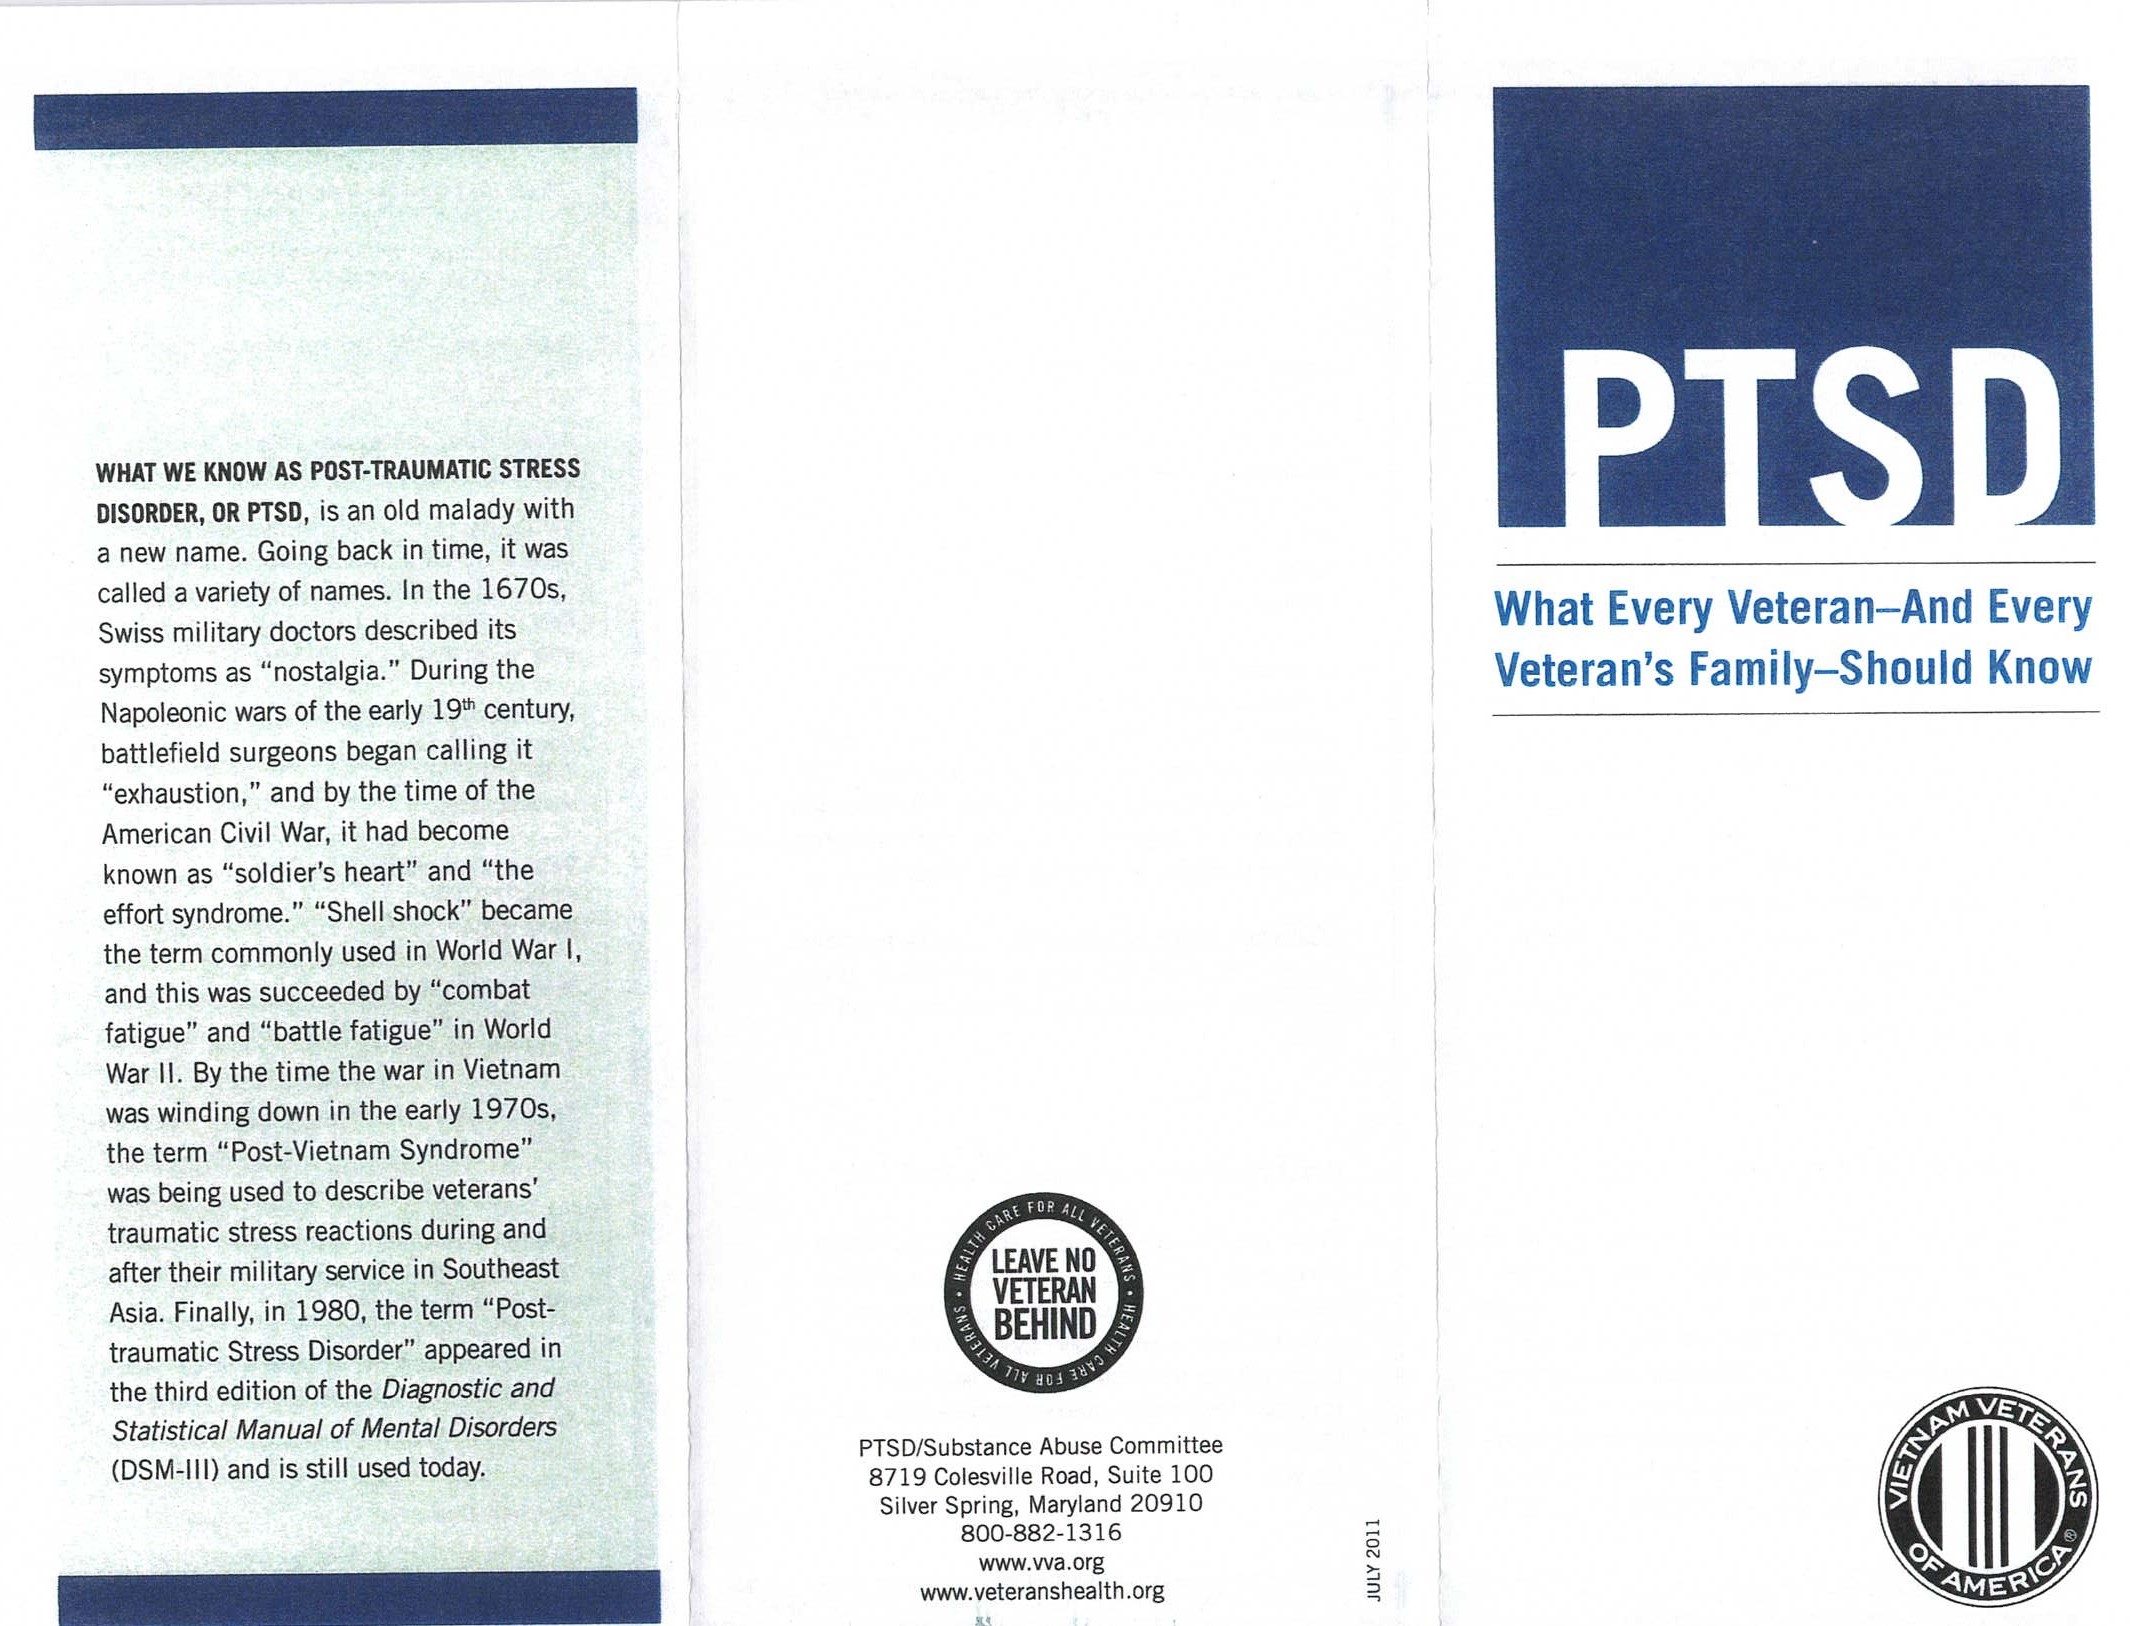 WHAT WE KNOW AS POST-TRAUMATIC STRESS
DISORDER, OR PTSD, is an old malady with
a new name. Going back in time, it was
called a variety of names. In the 1670s,
Swiss military doctors described its
symptoms as “nostalgia.” During the
Napoleonic wars of the early 19th century,
battlefield surgeons began calling it
“exhaustion,” and by the time of the
American Civil War, it had become
known as “soldier’s heart” and “the
effort syndrome.” “Shell shock” became
the term commonly used in World War I,
and this was succeeded by “combat
fatigue” and “battle fatigue” in World
War II. By the time the war in Vietnam
was winding down in the early 1970s,
the term “Post-Vietnam Syndrome”
was being used to describe veterans’
traumatic stress reactions during and
after their military service in Southeast
Asia. Finally, in 1980, the term “Post-
traumatic Stress Disorder” appeared in
the third edition of the Diagnostic and
Statistical Manual of Mental Disorders
(DSM-III) and is still used today.
HEALTH CARE FOR ALL VETERANS • HEALTH CARE FOR ALL VETERANS •
LEAVE NO
VETERAN
BEHIND
PTSD/Substance Abuse Committee
8719 Colesville Road, Suite 100
Silver Spring, Maryland 20910
800-882-1316
www.vva.org
www.veteranshealth.org
JULY 2011
PTSD
What Every Veteran–And Every
Veteran’s Family–Should Know
VIETNAM VETERANS
OF AMERICA®